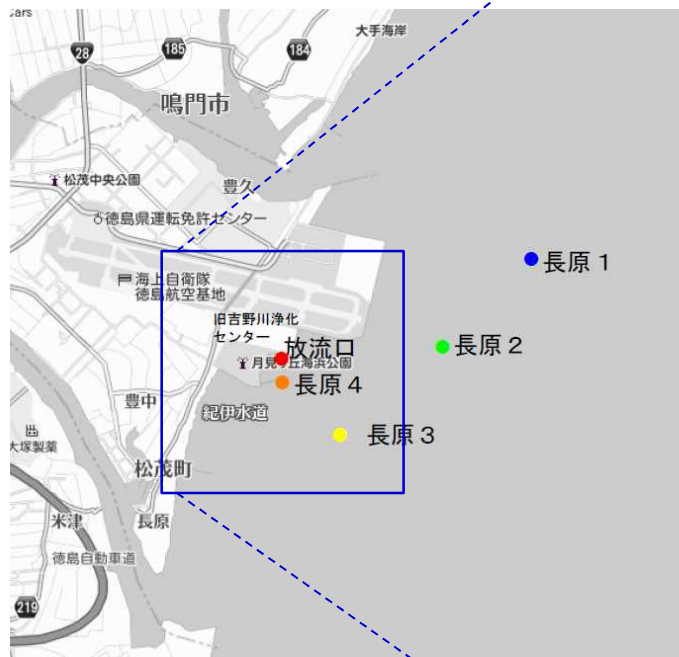 Cars
大手海岸
28
185
184
鳴門市
松茂中央公園
豊久
徳島県運転免許センター
長原1
海上自衛隊
徳島航空基地
旧吉野川浄化
センター
放流口
長原2
月見ヶ丘海浜公園
長原4
豊中
紀伊水道
長原3
大塚製薬
松茂町
米津
長原
徳島自動車道
219